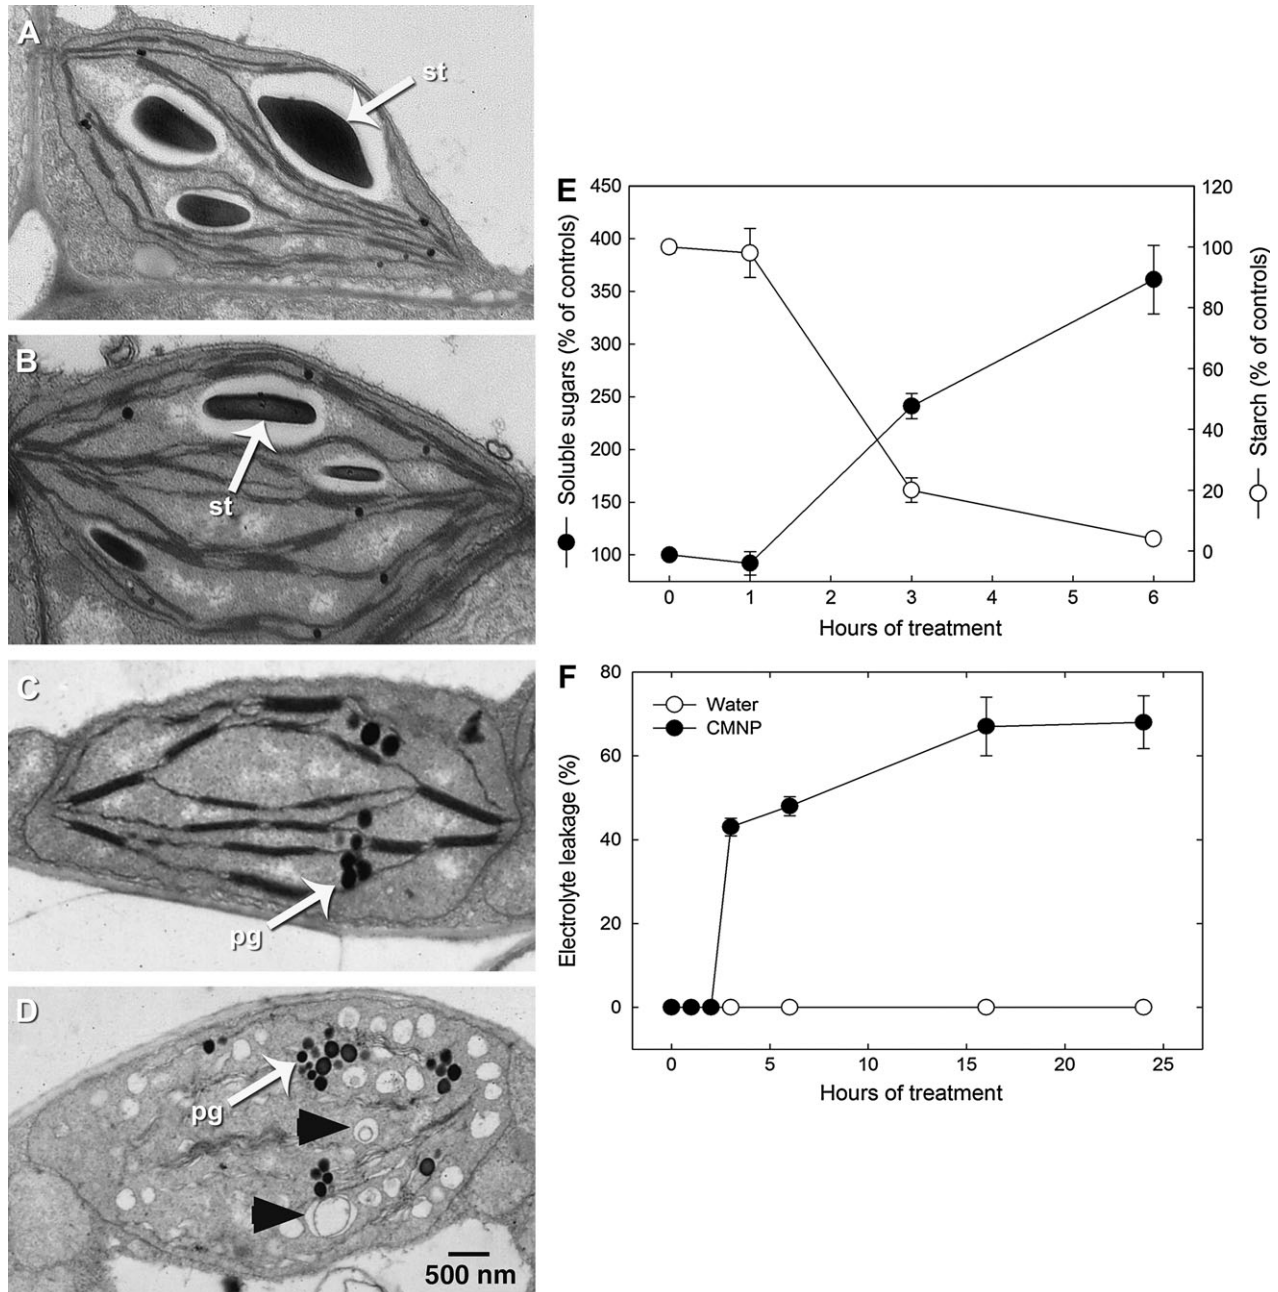 A
st
B
st
C
pg
D
pg
500 nm
E
Soluble sugars (% of controls)
450
400
350
300
250
200
150
100
120
100
80
60
40
20
0
Starch (% of controls)
0 1 2 3 4 5 6
Hours of treatment
F
Electrolyte leakage (%)
80
60
40
20
0
Water
CMNP
0 5 10 15 20 25
Hours of treatment